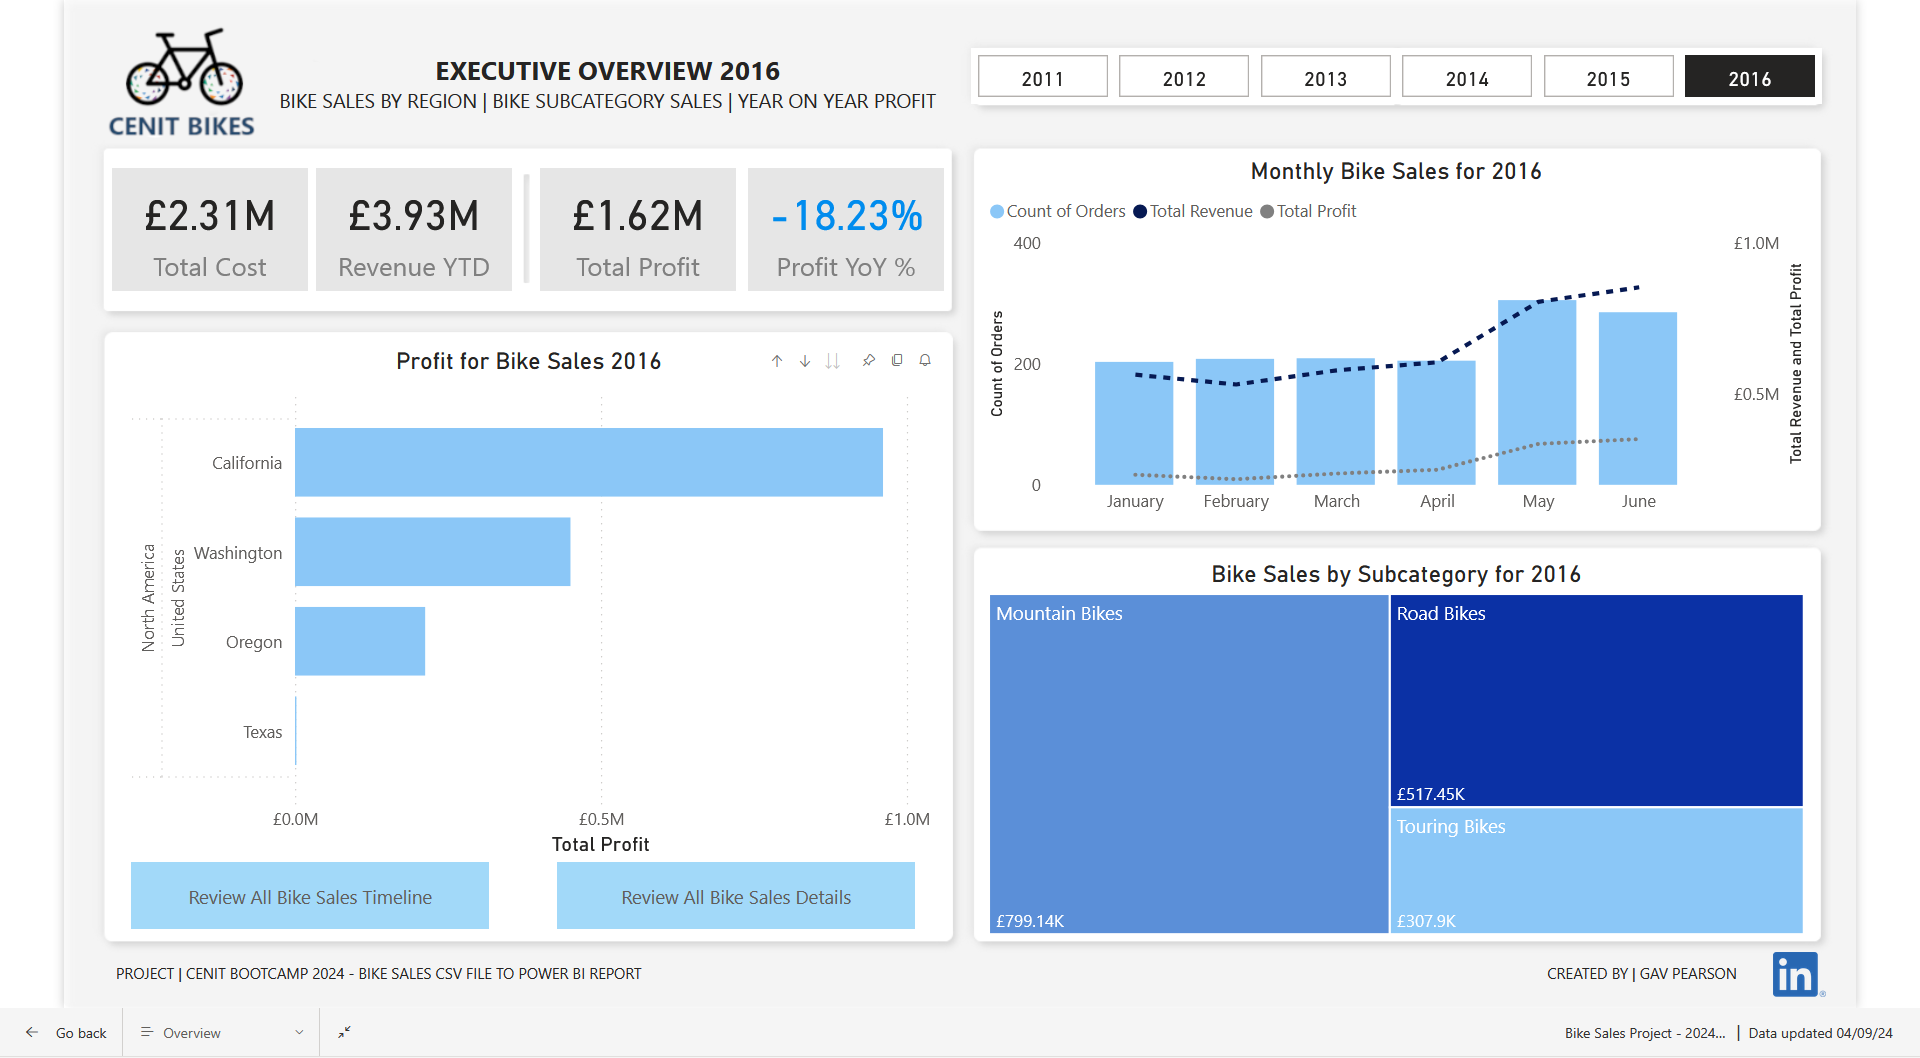 CENIT BIKES
EXECUTIVE OVERVIEW 2016
BIKE SALES BY REGION | BIKE SUBCATEGORY SALES | YEAR ON YEAR PROFIT
2011
2012
2013
2014
2015
2016
£2.31M
Total Cost
£3.93M
Revenue YTD
£1.62M
Total Profit
-18.23%
Profit YoY %
Profit for Bike Sales 2016
North America
United States
California
Washington
Oregon
Texas
£0.0M
£0.5M
£1.0M
Total Profit
Review All Bike Sales Timeline
Review All Bike Sales Details
Monthly Bike Sales for 2016
Count of Orders
Total Revenue
Total Profit
400
200
0
Count of Orders
£1.0M
£0.5M
Total Revenue and Total Profit
January
February
March
April
May
June
Bike Sales by Subcategory for 2016
Mountain Bikes
£799.14K
Road Bikes
£517.45K
Touring Bikes
£307.9K
PROJECT | CENIT BOOTCAMP 2024 - BIKE SALES CSV FILE TO POWER BI REPORT
CREATED BY | GAV PEARSON
in®
Go back
Overview
Bike Sales Project - 2024... | Data updated 04/09/24